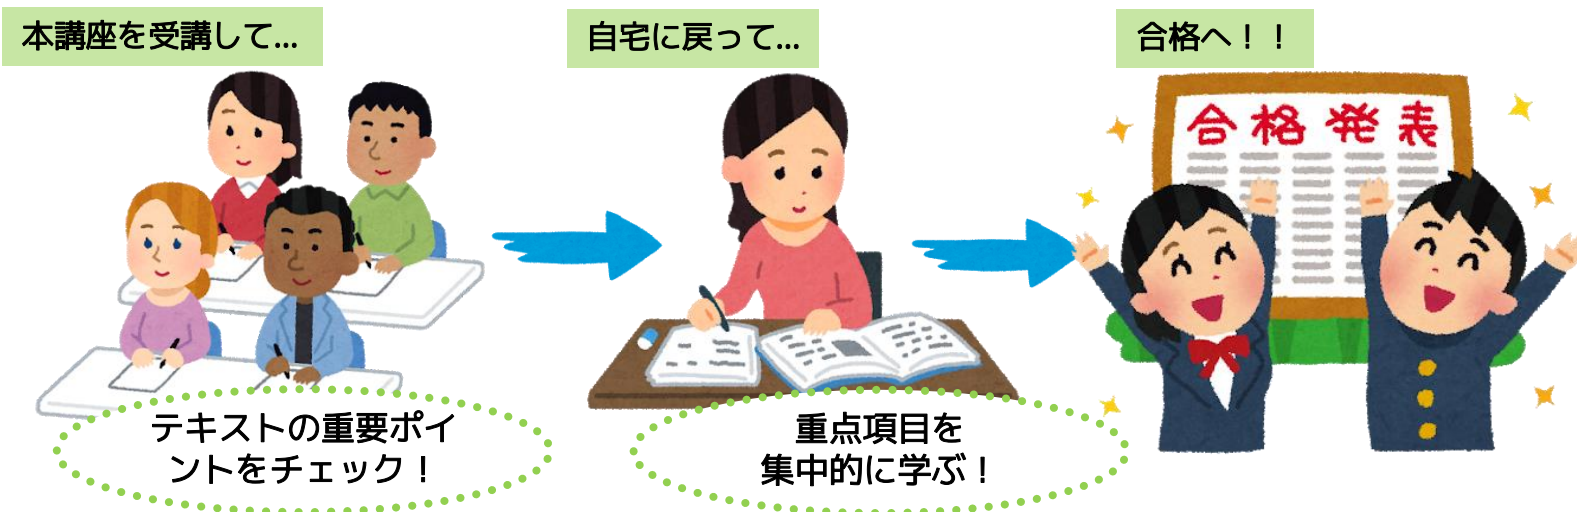 本講座を受講して...
自宅に戻って...
合格へ！！
合格発表
テキストの重要ポイ
ントをチェック！
重点項目を
集中的に学ぶ！